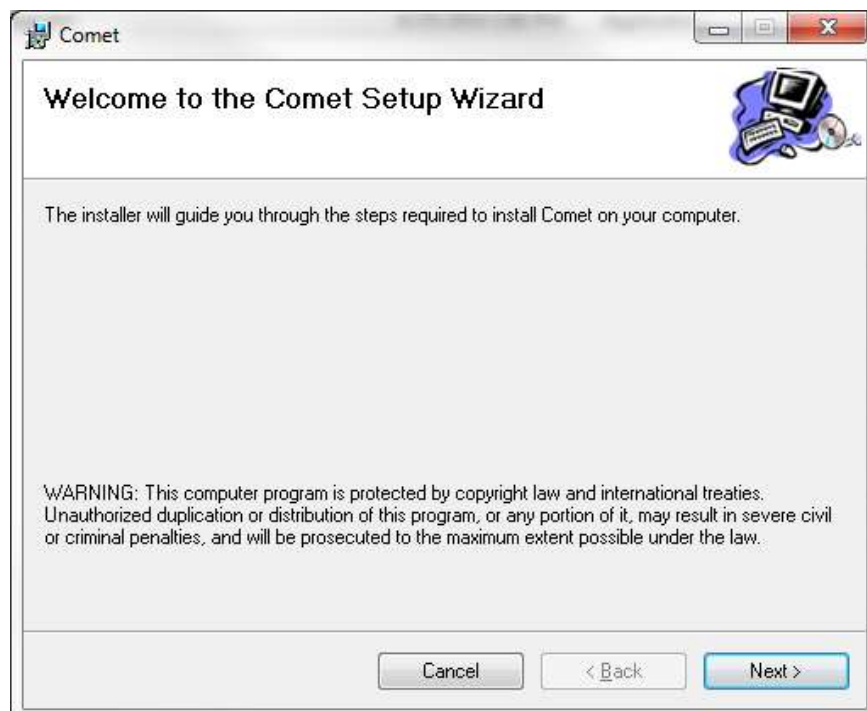 Comet
Welcome to the Comet Setup Wizard
The installer will guide you through the steps required to install Comet on your computer.
WARNING: This computer program is protected by copyright law and international treaties.
Unauthorized duplication or distribution of this program, or any portion of it, may result in severe civil
or criminal penalties, and will be prosecuted to the maximum extent possible under the law.
Cancel
< Back
Next >